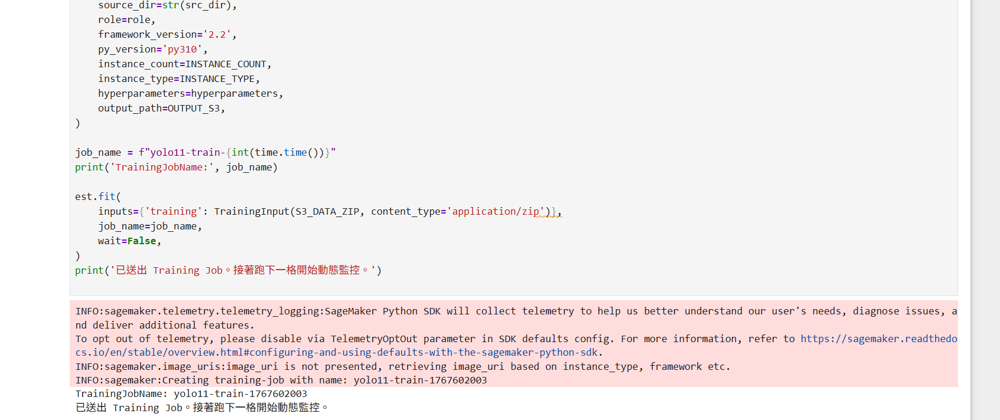 source_dir=str(src_dir),
    role=role,
    framework_version='2.2',
    py_version='py310',
    instance_count=INSTANCE_COUNT,
    instance_type=INSTANCE_TYPE,
    hyperparameters=hyperparameters,
    output_path=OUTPUT_S3,
)

job_name = f"yolo11-train-{int(time.time())}"
print('TrainingJobName:', job_name)

est.fit(
    inputs={'training': TrainingInput(S3_DATA_ZIP, content_type='application/zip')},
    job_name=job_name,
    wait=False,
)
print('已送出 Training Job。接著跑下一格開始動態監控。')

INFO:sagemaker.telemetry.telemetry_logging:SageMaker Python SDK will collect telemetry to help us better understand our user's needs, diagnose issues, a
nd deliver additional features.
To opt out of telemetry, please disable via TelemetryOptOut parameter in SDK defaults config. For more information, refer to https://sagemaker.readthedo
cs.io/en/stable/overview.html#configuring-and-using-defaults-with-the-sagemaker-python-sdk.
INFO:sagemaker.image_uris:image_uri is not presented, retrieving image_uri based on instance_type, framework etc.
INFO:sagemaker:Creating training-job with name: yolo11-train-1767602003
TrainingJobName: yolo11-train-1767602003
已送出 Training Job。接著跑下一格開始動態監控。